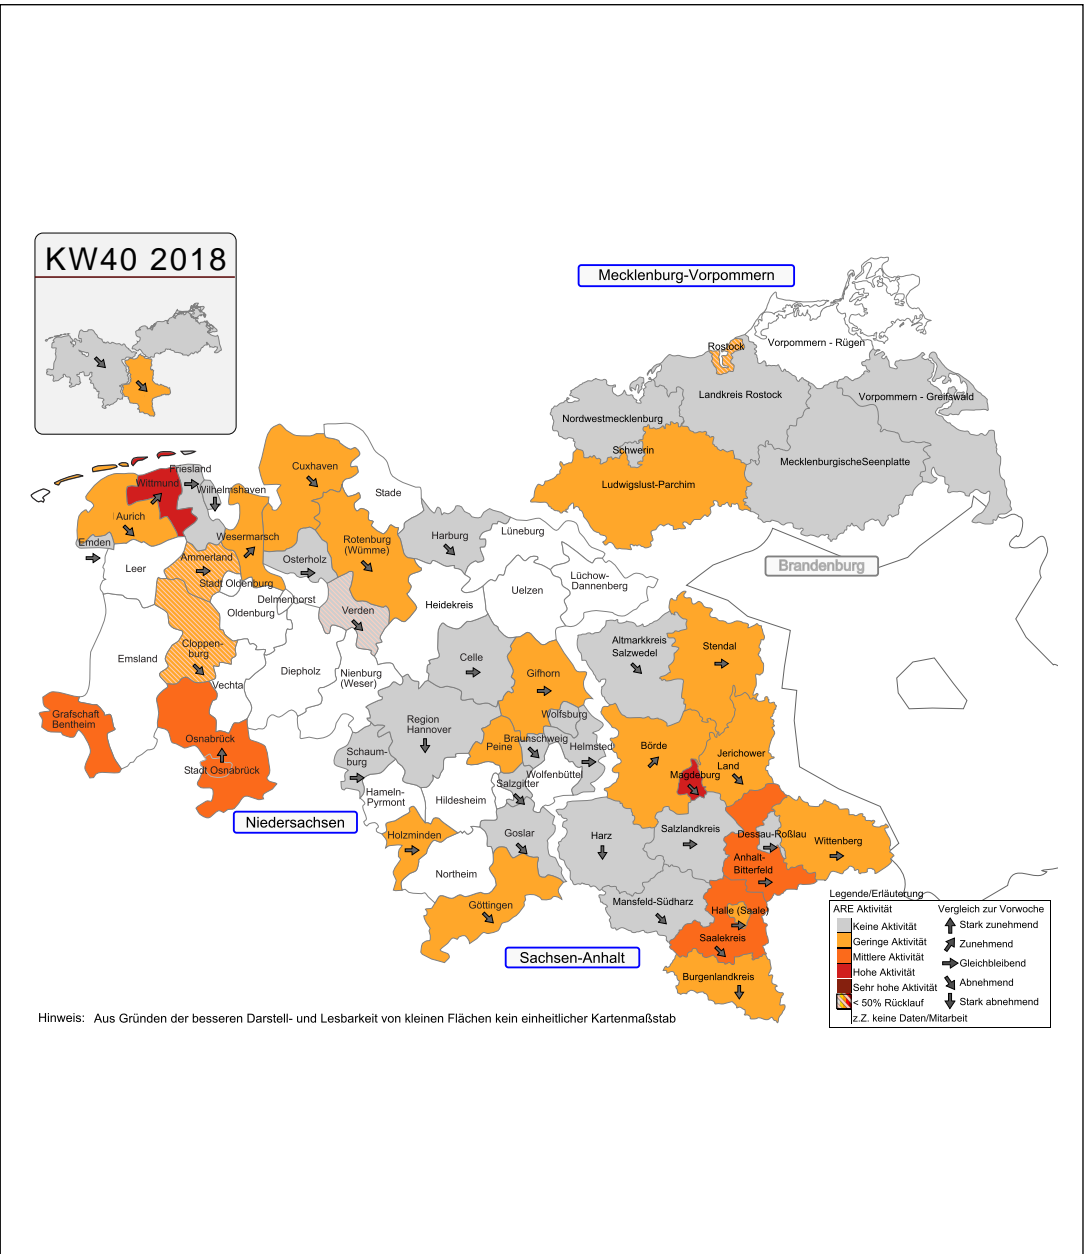 KW40 2018
Mecklenburg-Vorpommern
Rostock
Vorpommern - Rügen
Landkreis Rostock
Vorpommern - Greifswald
Nordwestmecklenburg
Schwerin
MecklenburgischeSeenplatte
Ludwigslust-Parchim
Friesland
Wittmund
Wilhelmshaven
Cuxhaven
Stade
Aurich
Emden
Wesermarsch
Rotenburg
(Wümme)
Harburg
Lüneburg
Leer
Ammerland
Osterholz
Brandenburg
Stadt Oldenburg
Delmenhorst
Oldenburg
Verden
Heidekreis
Uelzen
Lüchow-
Dannenberg
Cloppen-
burg
Emsland
Vechta
Diepholz
Nienburg
(Weser)
Celle
Gifhorn
Altmarkkreis
Salzwedel
Stendal
Grafschaft
Bentheim
Osnabrück
Stadt Osnabrück
Region
Hannover
Wolfsburg
Peine
Braunschweig
Helmsted
Schaum-
burg
Wolfenbüttel
Salzgitter
Börde
Jerichower
Land
Magdeburg
Hameln-
Pyrmont
Hildesheim
Niedersachsen
Holzminden
Goslar
Harz
Salzlandkreis
Dessau-Roßlau
Wittenberg
Anhalt-
Bitterfeld
Northeim
Göttingen
Mansfeld-Südharz
Halle (Saale)
Saalekreis
Sachsen-Anhalt
Burgenlandkreis
Legende/Erläuterung
ARE Aktivität
Vergleich zur Vorwoche
Keine Aktivität
Stark zunehmend
Geringe Aktivität
Zunehmend
Mittlere Aktivität
Gleichbleibend
Hohe Aktivität
Abnehmend
Sehr hohe Aktivität
< 50% Rücklauf
Stark abnehmend
z.Z. keine Daten/Mitarbeit
Hinweis: Aus Gründen der besseren Darstell- und Lesbarkeit von kleinen Flächen kein einheitlicher Kartenmaßstab